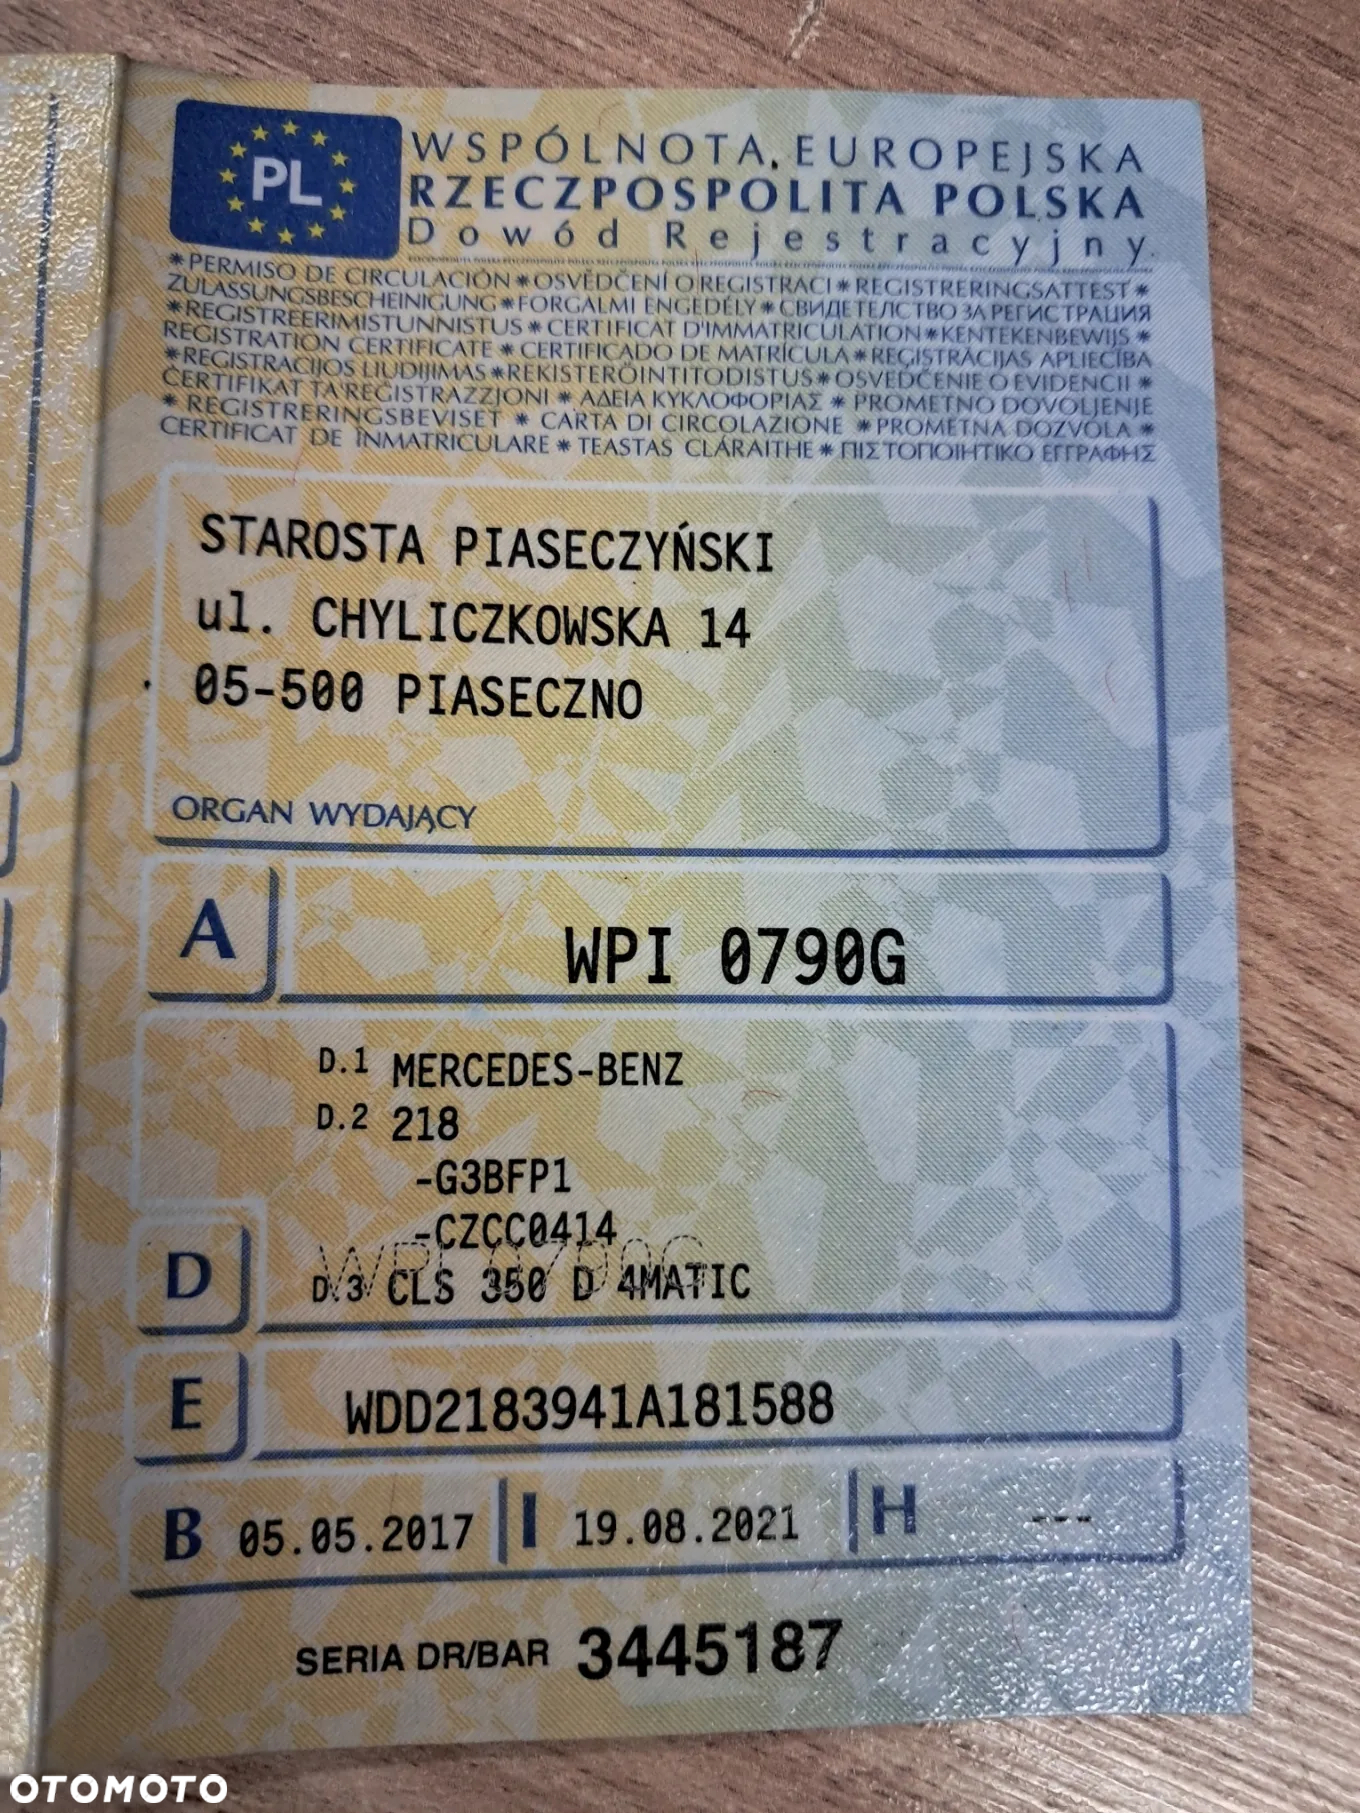 PL
WSPÓLNOTA EUROPEJSKA
RZECZPOSPOLITA POLSKA
Dowód Rejestracyjny
*PERMISO DE CIRCULACIÓN*OSVĚDČENÍ O REGISTRACI*REGISTRERINGSATTEST*
ZULASSUNGSBESCHEINIGUNG*FORGALMI ENGEDÉLY*СВИДЕТЕЛСТВО ЗА РЕГИСТРАЦИЯ
*REGISTREERIMISTUNNISTUS*CERTIFICAT D'IMMATRICULATION*KENTEKENBEWIJS*
REGISTRATION CERTIFICATE*CERTIFICADO DE MATRÍCULA*REĢISTRĀCIJAS APLIECĪBA
*REGISTRACIJOS LIUDIJIMAS*REKISTERÖINTITODISTUS*OSVEDČENIE O EVIDENCII*
ĊERTIFIKAT TA'REĠISTRAZZJONI*ΑΔΕΙΑ ΚΥΚΛΟΦΟΡΙΑΣ*PROMETNO DOVOLJENJE
*REGISTRERINGSBEVISET*CARTA DI CIRCOLAZIONE*PROMETNA DOZVOLA*
CERTIFICAT DE ÎNMATRICULARE*TEASTAS CLÁRAITHE*ΠΙΣΤΟΠΟΙΗΤΙΚΟ ΕΓΓΡΑΦΗΣ
STAROSTA PIASECZYŃSKI
ul. CHYLICZKOWSKA 14
05-500 PIASECZNO
ORGAN WYDAJĄCY
A WPI 0790G
D.1 MERCEDES-BENZ
D.2 218
-G3BFP1
-CZCC0414
WPI 0790G
D D.3 CLS 350 D 4MATIC
E WDD2183941A181588
B 05.05.2017 I 19.08.2021 H ---
SERIA DR/BAR 3445187
OTOMOTO